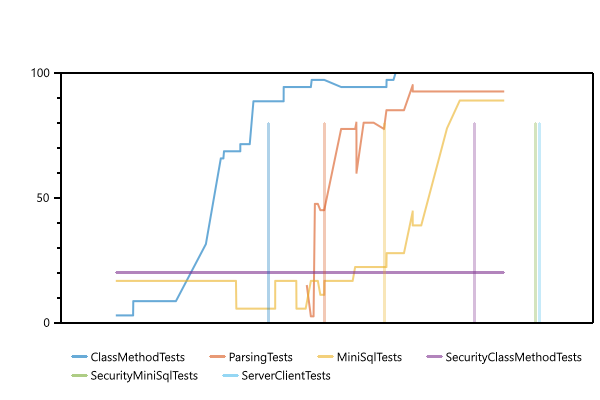 100
50
0
ClassMethodTests ParsingTests MiniSqlTests SecurityClassMethodTests
SecurityMiniSqlTests ServerClientTests